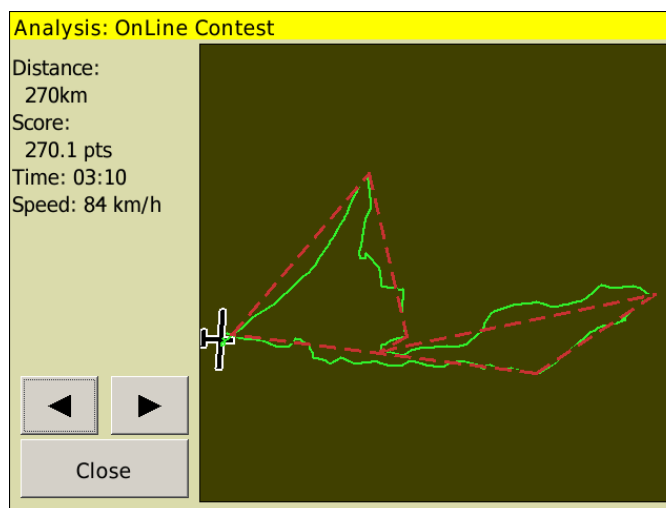 Analysis: OnLine Contest
Distance:
270km
Score:
270.1 pts
Time: 03:10
Speed: 84 km/h
Close